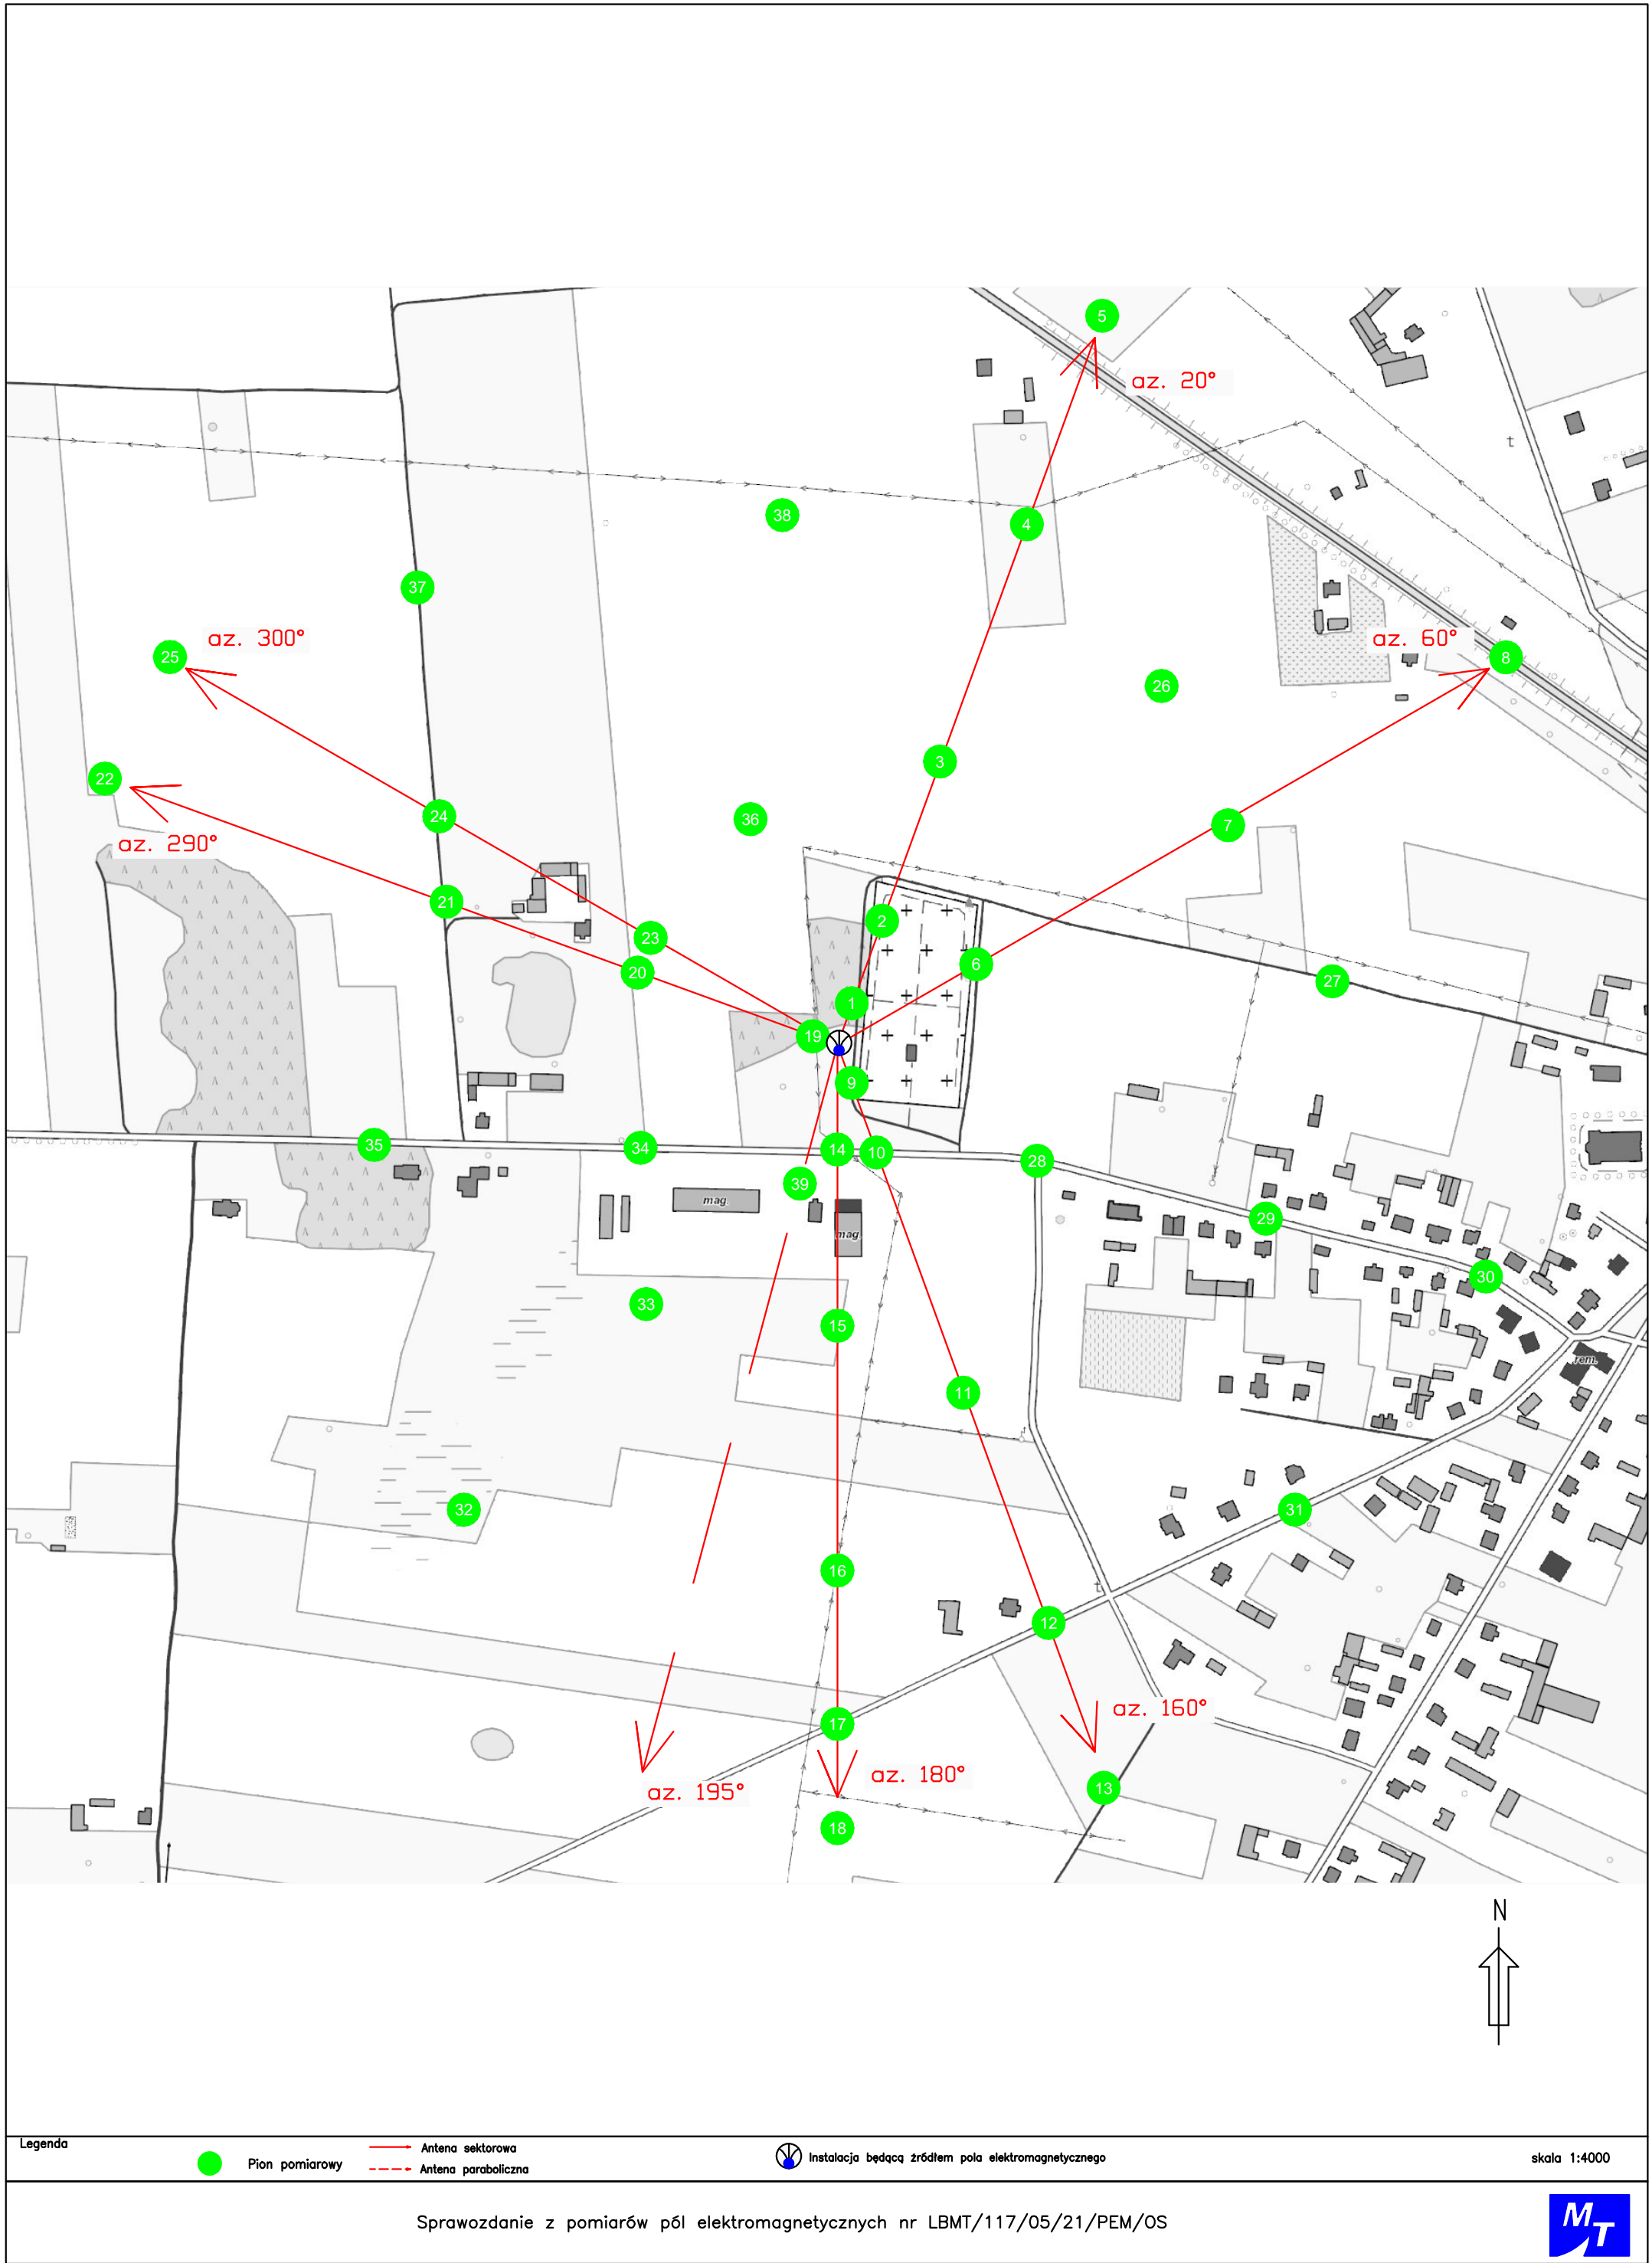 5
az. 20°
t
38
4
37
az. 300°
az. 60°
25
8
26
3
22
24
36
7
az. 290°
21
2
23
6
20
27
1
19
9
35
34
14
10
28
39
mag.
29
mag.
30
33
15
rem.
11
32
31
16
t
12
az. 160°
17
az. 180°
13
az. 195°
18
N
Legenda
Pion pomiarowy
Antena sektorowa
Antena paraboliczna
Instalacja będącą źródłem pola elektromagnetycznego
skala 1:4000
Sprawozdanie z pomiarów pól elektromagnetycznych nr LBMT/117/05/21/PEM/OS
MT